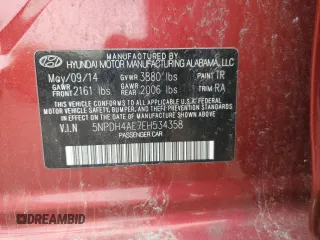 MANUFACTURED BY
HYUNDAI MOTOR MANUFACTURING ALABAMA, LLC
May/09/14 GVWR 3880 lbs PAINT TR
GAWR FRONT 2161 lbs GAWR REAR 2006 lbs TRIM RA
THIS VEHICLE CONFORMS TO ALL APPLICABLE
U.S. FEDERAL MOTOR VEHICLE SAFETY,
BUMPER, AND THEFT PREVENTION STANDARDS
IN EFFECT ON THE DATE OF MANUFACTURE
SHOWN ABOVE.
V.I.N 5NPDH4AE7EH534358
PASSENGER CAR
DREAMBID